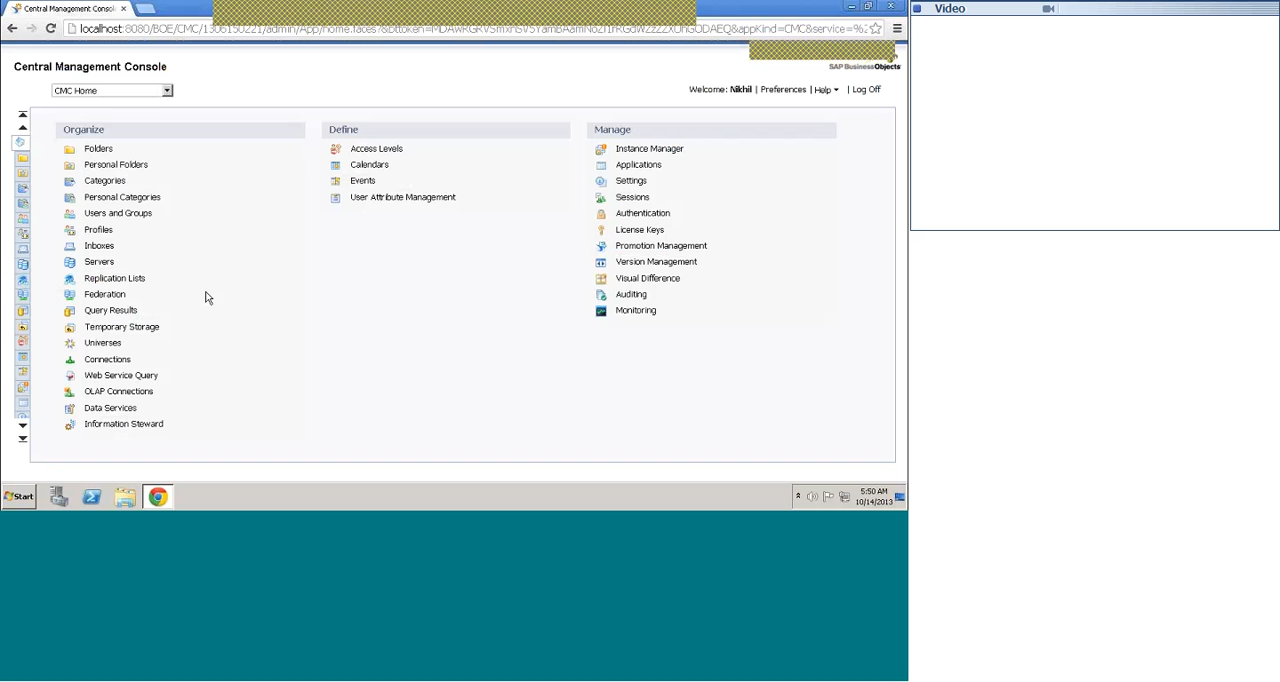 Central Management Consol
Video
Central Management Console
SAP BusinessObjects
CMC Home
Welcome: Nikhil | Preferences | Help | Log Off
Organize
Define
Manage
Folders
Personal Folders
Categories
Personal Categories
Users and Groups
Profiles
Inboxes
Servers
Replication Lists
Federation
Query Results
Temporary Storage
Universes
Connections
Web Service Query
OLAP Connections
Data Services
Information Steward
Access Levels
Calendars
Events
User Attribute Management
Instance Manager
Applications
Settings
Sessions
Authentication
License Keys
Promotion Management
Version Management
Visual Difference
Auditing
Monitoring
Start
5:50 AM
10/14/2013